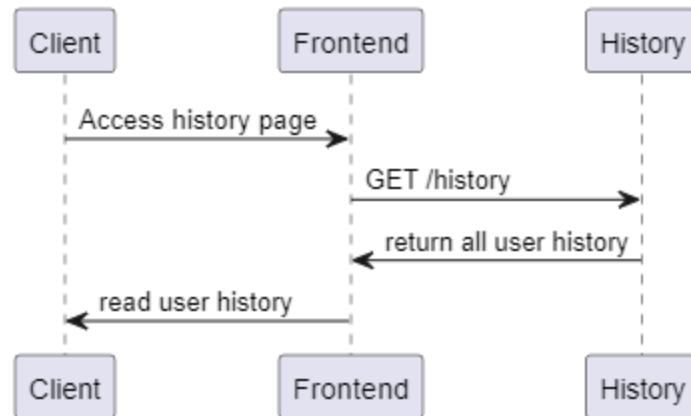 Client
Frontend
History
Access history page
GET /history
return all user history
read user history
Client
Frontend
History